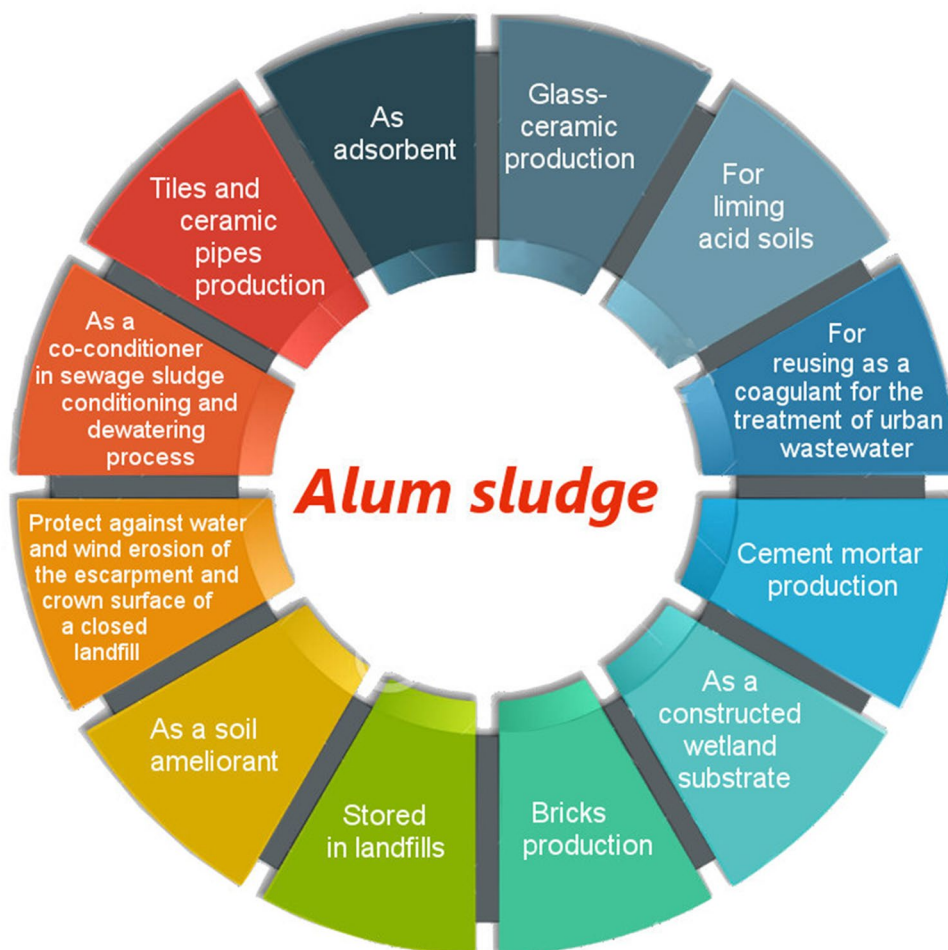 As
adsorbent
Glass-
ceramic
production
For
liming
acid soils
For
reusing as a
coagulant for the
treatment of urban
wastewater
Cement mortar
production
As a
constructed
wetland
substrate
Bricks
production
Stored
in landfills
As a soil
ameliorant
Protect against water
and wind erosion of
the escarpment and
crown surface of
a closed
landfill
As a
co-conditioner
in sewage sludge
conditioning and
dewatering
process
Tiles and
ceramic
pipes
production
Alum sludge